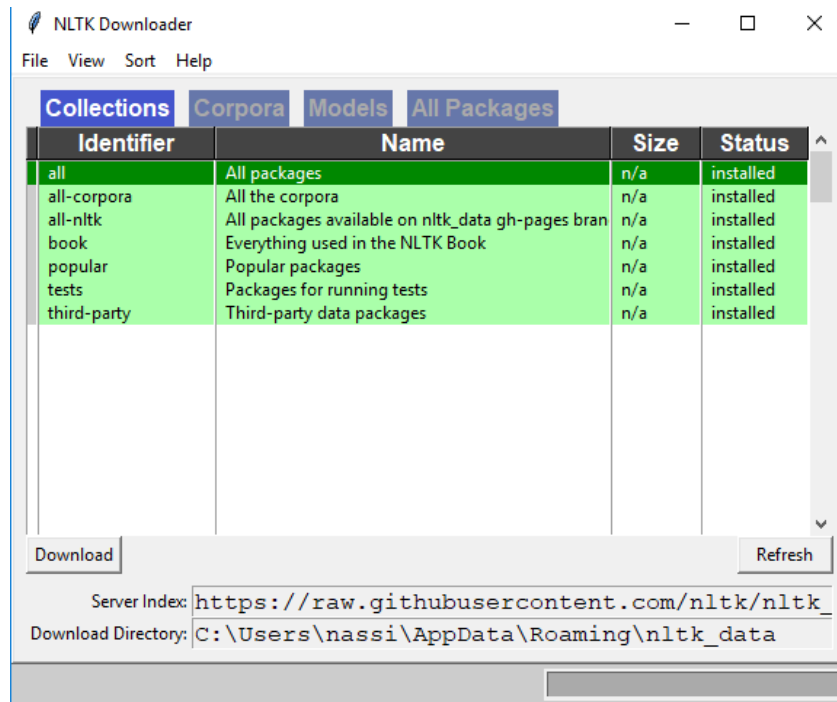 NLTK Downloader
File View Sort Help
Collections Corpora Models All Packages
Identifier Name Size Status
all All packages n/a installed
all-corpora All the corpora n/a installed
all-nltk All packages available on nltk_data gh-pages bran n/a installed
book Everything used in the NLTK Book n/a installed
popular Popular packages n/a installed
tests Packages for running tests n/a installed
third-party Third-party data packages n/a installed
Download Refresh
Server Index: https://raw.githubusercontent.com/nltk/nltk_
Download Directory: C:\Users\nassi\AppData\Roaming\nltk_data